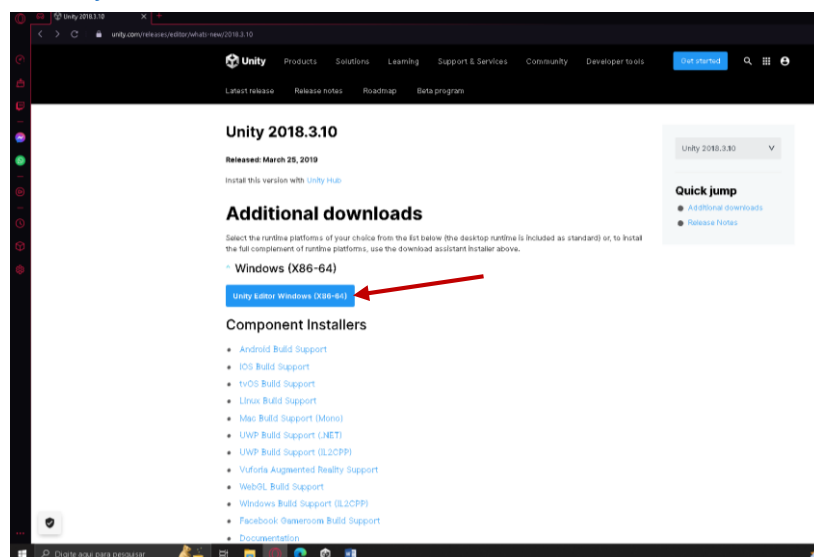 Unity 2018.3.10
unity.com/releases/editor/whats-new/2018.3.10
Unity Products Solutions Learning Support & Services Community Developer tools Get started
Latest release Release notes Roadmap Beta program
Unity 2018.3.10
Released: March 25, 2019
Install this version with Unity Hub
Unity 2018.3.10
Quick jump
Additional downloads
Release Notes
Additional downloads
Select the runtime platforms of your choice from the list below (the desktop runtime is included as standard) or, to install
the full complement of runtime platforms, use the download assistant installer above.
Windows (X86-64)
Unity Editor Windows (X86-64)
Component Installers
Android Build Support
iOS Build Support
tvOS Build Support
Linux Build Support
Mac Build Support (Mono)
UWP Build Support (.NET)
UWP Build Support (IL2CPP)
Vuforia Augmented Reality Support
WebGL Build Support
Windows Build Support (IL2CPP)
Facebook Gameroom Build Support
Documentation
Digite aqui para pesquisar